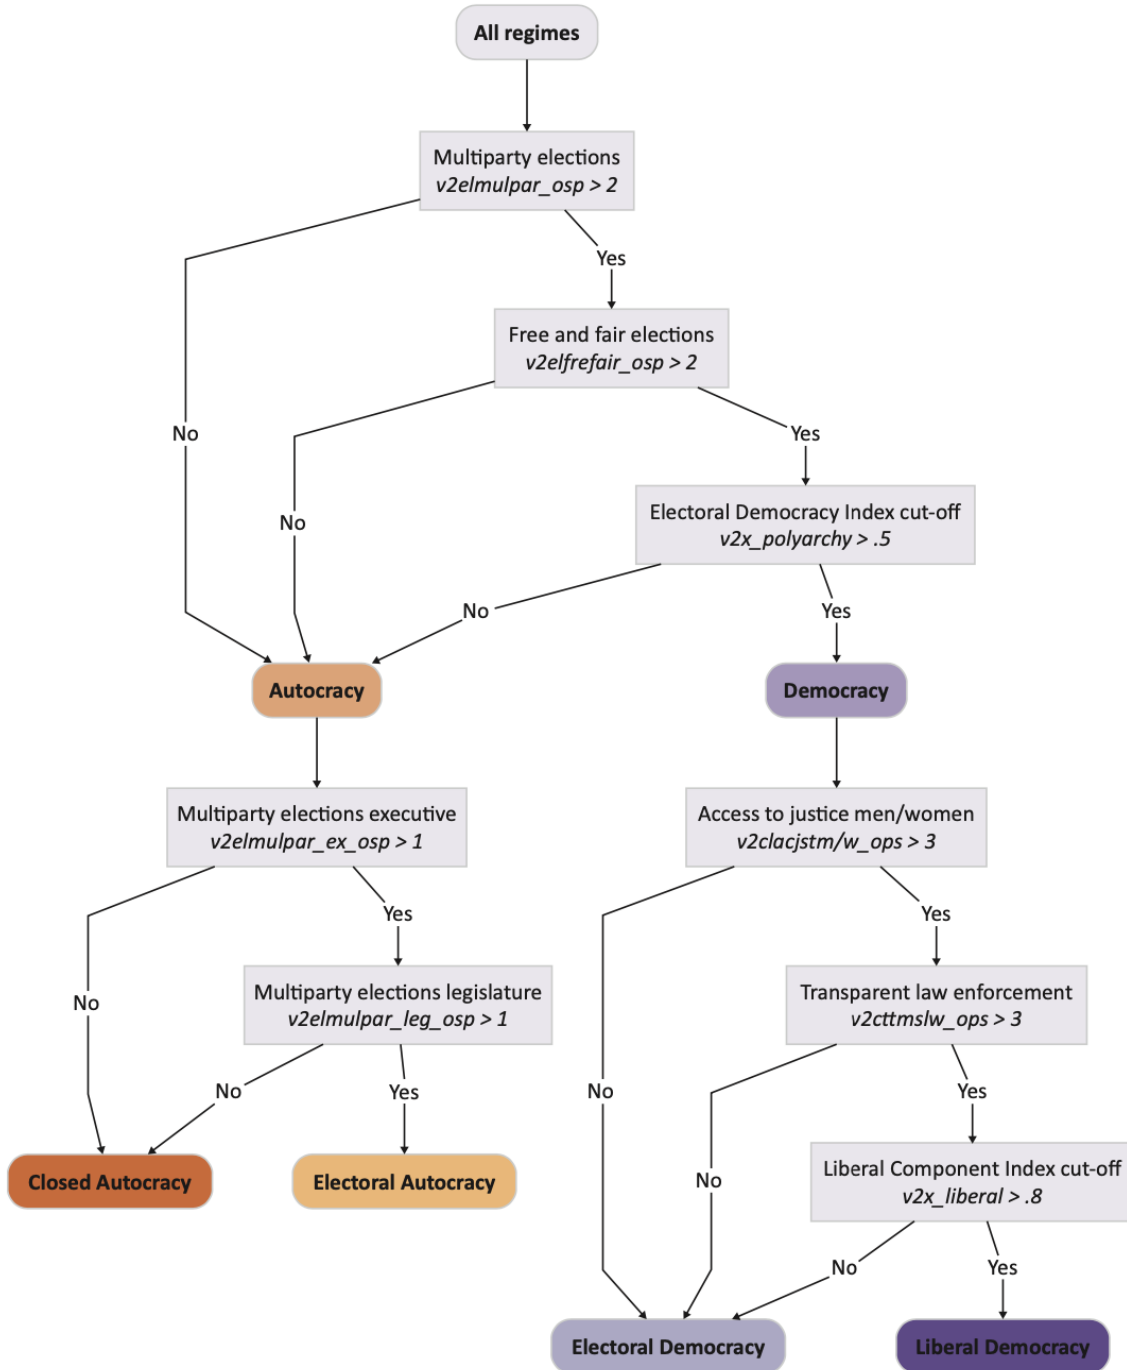 All regimes
Multiparty elections
v2elmulpar_osp > 2
Yes
Free and fair elections
v2elfrefair_osp > 2
No
Yes
Electoral Democracy Index cut-off
v2x_polyarchy > .5
No
No
Yes
Autocracy
Democracy
Multiparty elections executive
v2elmulpar_ex_osp > 1
Access to justice men/women
v2clacjstm/w_ops > 3
Yes
Yes
Multiparty elections legislature
v2elmulpar_leg_osp > 1
Transparent law enforcement
v2cttmslw_ops > 3
No
No
Yes
No
Yes
Closed Autocracy
Electoral Autocracy
Liberal Component Index cut-off
v2x_liberal > .8
No
No
Yes
Electoral Democracy
Liberal Democracy